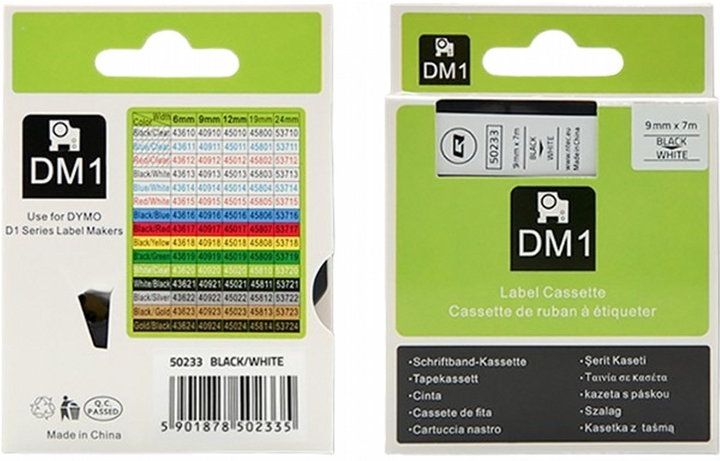 DM1
Use for DYMO
D1 Series Label Makers
Color Width 6mm 9mm 12mm 19mm 24mm
Black/Clear 43610 40910 45010 45800 53710
Blue/Clear 43611 40911 45011 45801 53711
Red/Clear 43612 40912 45012 45802 53712
Black/White 43613 40913 45013 45803 53713
Blue/White 43614 40914 45014 45804 53714
Red/White 43615 40915 45015 45805 53715
Black/Blue 43616 40916 45016 45806 53716
Black/Red 43617 40917 45017 45807 53717
Black/Yellow 43618 40918 45018 45808 53718
Black/Green 43619 40919 45019 45809 53719
White/Clear 43620 40920 45020 45810 53720
White/Black 43621 40921 45021 45811 53721
Black/Silver 43622 40922 45022 45812 53722
Black/Gold 43623 40923 45023 45813 53723
Gold/Black 43624 40924 45024 45814 53724
50233 BLACK/WHITE
5 901878 502335
Q.C.
PASSED
Made in China
DM1
50233
9mm x 7m
BLACK
WHITE
www.ntec.eu
Made in China
9mm x 7m
BLACK
WHITE
DM1
Label Cassette
Cassette de ruban à étiqueter
·Schriftband-Kassette
·Tapekassett
·Cinta
·Cassette de fita
·Cartuccia nastro
·Şerit Kaseti
·Ταινία σε κασέτα
·kazeta s páskou
·Szalag
·Kasetka z taśmą